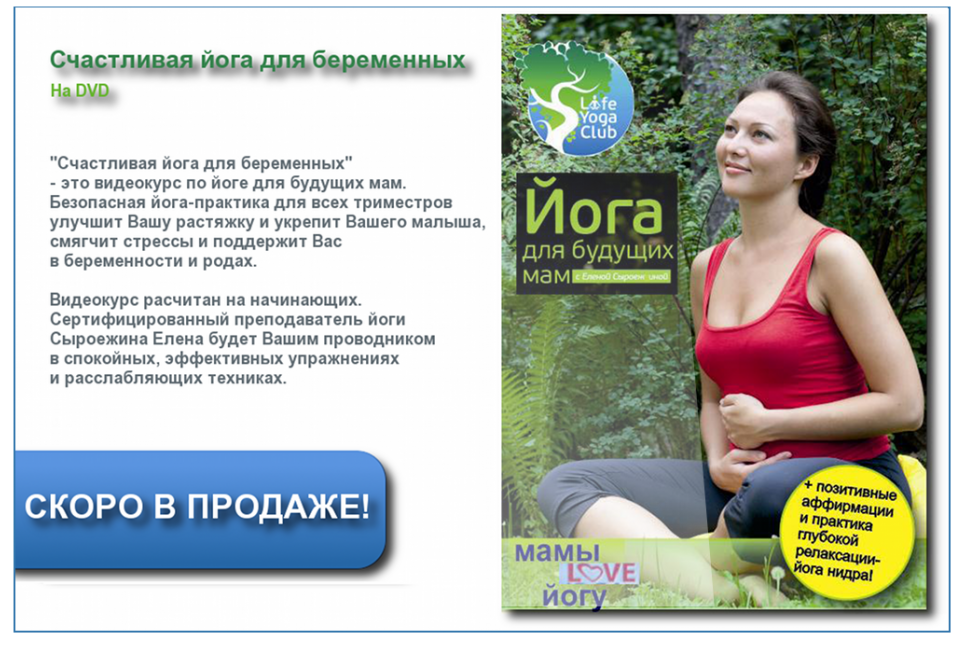 Счастливая йога для беременных
На DVD
"Счастливая йога для беременных"
- это видеокурс по йоге для будущих мам.
Безопасная йога-практика для всех триместров
улучшит Вашу растяжку и укрепит Вашего малыша,
смягчит стрессы и поддержит Вас
в беременности и родах.
Видеокурс расчитан на начинающих.
Сертифицированный преподаватель йоги
Сыроежина Елена будет Вашим проводником
в спокойных, эффективных упражнениях
и расслабляющих техниках.
СКОРО В ПРОДАЖЕ!
Life
Yoga
Club
Йога
для будущих
мам с Еленой
+ позитивные
аффирмации
и практика
глубокой
релаксации-
йога нидра!
мамы
LOVE
йогу